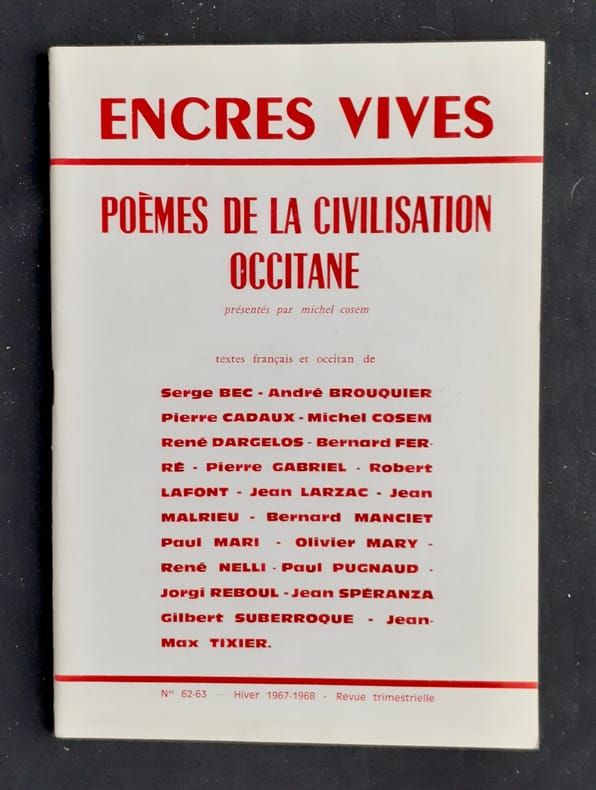 ENCRES VIVES
POÈMES DE LA CIVILISATION
OCCITANE
présentés par michel cosem
textes français et occitan de
Serge BEC - André BROUQUIER
Pierre CADAUX - Michel COSEM
René DARGELOS - Bernard FER-
RÉ - Pierre GABRIEL - Robert
LAFONT - Jean LARZAC - Jean
MALRIEU - Bernard MANCIET
Paul MARI - Olivier MARY -
René NELLI - Paul PUGNAUD -
Jorgi REBOUL - Jean SPÉRANZA
Gilbert SUBERROQUE - Jean-
Max TIXIER.
Nos 62-63 — Hiver 1967-1968 - Revue trimestrielle